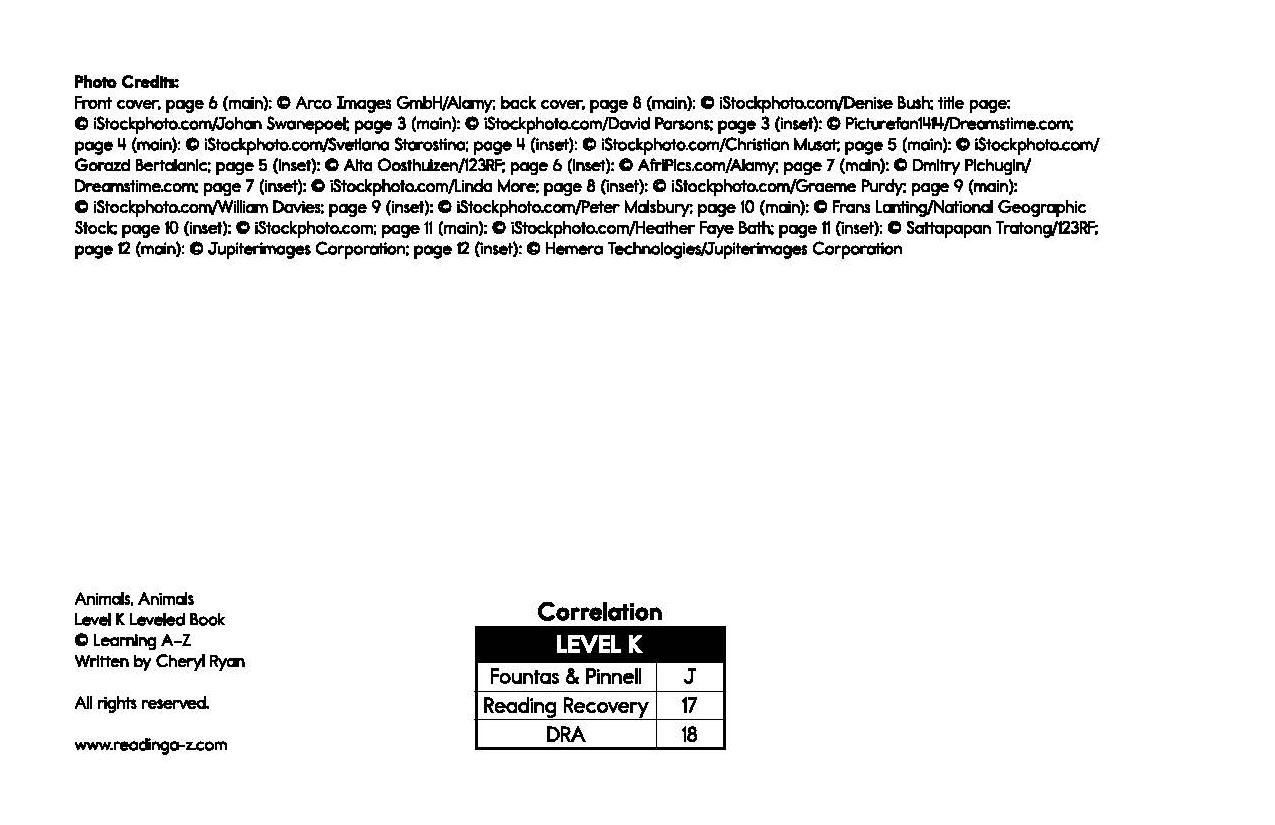 Photo Credits:
Front cover, page 6 (main): © Arco Images GmbH/Alamy; back cover, page 8 (main): © iStockphoto.com/Denise Bush; title page:
© iStockphoto.com/Johan Swanepoel; page 3 (main): © iStockphoto.com/David Parsons; page 3 (inset): © Picturefan1414/Dreamstime.com;
page 4 (main): © iStockphoto.com/Svetlana Starostina; page 4 (inset): © iStockphoto.com/Christian Musat; page 5 (main): © iStockphoto.com/
Gorazd Bertalanic; page 5 (inset): © Alta Oosthuizen/123RF; page 6 (inset): © AfriPics.com/Alamy; page 7 (main): © Dmitry Pichugin/
Dreamstime.com; page 7 (inset): © iStockphoto.com/Linda More; page 8 (inset): © iStockphoto.com/Graeme Purdy; page 9 (main):
© iStockphoto.com/William Davies; page 9 (inset): © iStockphoto.com/Peter Malsbury; page 10 (main): © Frans Lanting/National Geographic
Stock; page 10 (inset): © iStockphoto.com; page 11 (main): © iStockphoto.com/Heather Faye Bath; page 11 (inset): © Sattapapan Tratong/123RF;
page 12 (main): © Jupiterimages Corporation; page 12 (inset): © Hemera Technologies/Jupiterimages Corporation
Animals, Animals
Level K Leveled Book
© Learning A–Z
Written by Cheryl Ryan
All rights reserved.
www.readinga-z.com
Correlation
LEVEL K
Fountas & Pinnell J
Reading Recovery 17
DRA 18